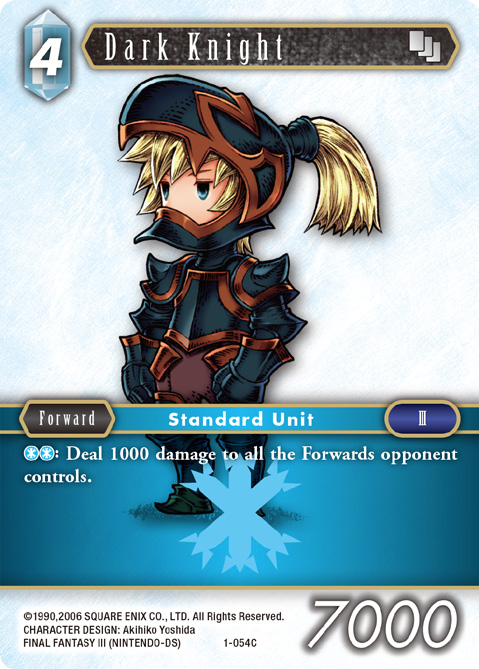 4
Dark Knight
Forward
Standard Unit
III
: Deal 1000 damage to all the Forwards opponent
controls.
©1990,2006 SQUARE ENIX CO., LTD. All Rights Reserved.
CHARACTER DESIGN: Akihiko Yoshida
FINAL FANTASY III (NINTENDO-DS)
1-054C
7000